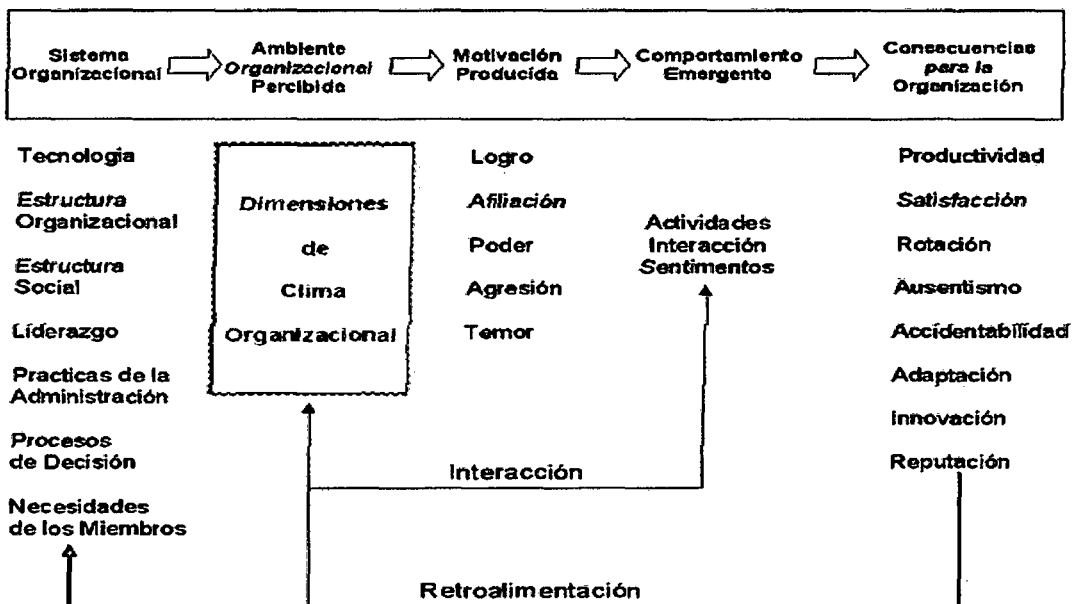 Sistema
Organizacional
Ambiente
Organizacional
Percibida
Motivación
Producida
Comportamiento
Emergente
Consecuencias
para la
Organización
Tecnologia
Estructura
Organizacional
Estructura
Social
Líderazgo
Practicas de la
Administración
Procesos
de Decisión
Necesidades
de los Miembros
Dimensiones
de
Clima
Organizacional
Logro
Afiliación
Poder
Agresión
Temor
Actividades
Interacción
Sentimentos
Productividad
Satisfacción
Rotación
Ausentismo
Accidentabilidad
Adaptación
Innovación
Reputación
Interacción
Retroalimentación